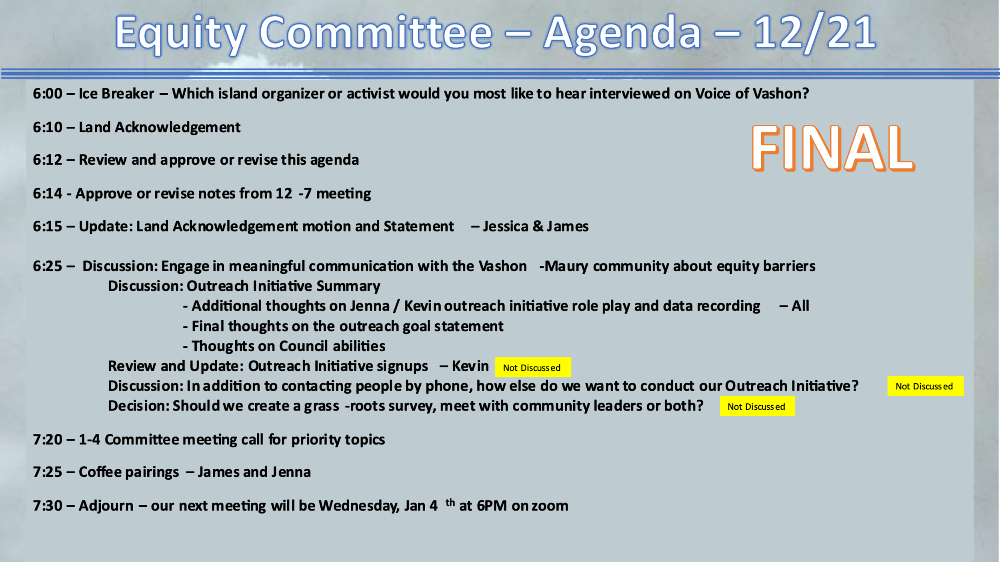 Equity Committee – Agenda – 12/21
6:00 – Ice Breaker – Which island organizer or activist would you most like to hear interviewed on Voice of Vashon?
6:10 – Land Acknowledgement
FINAL
6:12 – Review and approve or revise this agenda
6:14 - Approve or revise notes from 12 -7 meeting
6:15 – Update: Land Acknowledgement motion and Statement – Jessica & James
6:25 – Discussion: Engage in meaningful communication with the Vashon -Maury community about equity barriers
Discussion: Outreach Initiative Summary
- Additional thoughts on Jenna / Kevin outreach initiative role play and data recording – All
- Final thoughts on the outreach goal statement
- Thoughts on Council abilities
Review and Update: Outreach Initiative signups – Kevin Not Discussed
Discussion: In addition to contacting people by phone, how else do we want to conduct our Outreach Initiative? Not Discussed
Decision: Should we create a grass -roots survey, meet with community leaders or both? Not Discussed
7:20 – 1-4 Committee meeting call for priority topics
7:25 – Coffee pairings – James and Jenna
7:30 – Adjourn – our next meeting will be Wednesday, Jan 4 th at 6PM on zoom